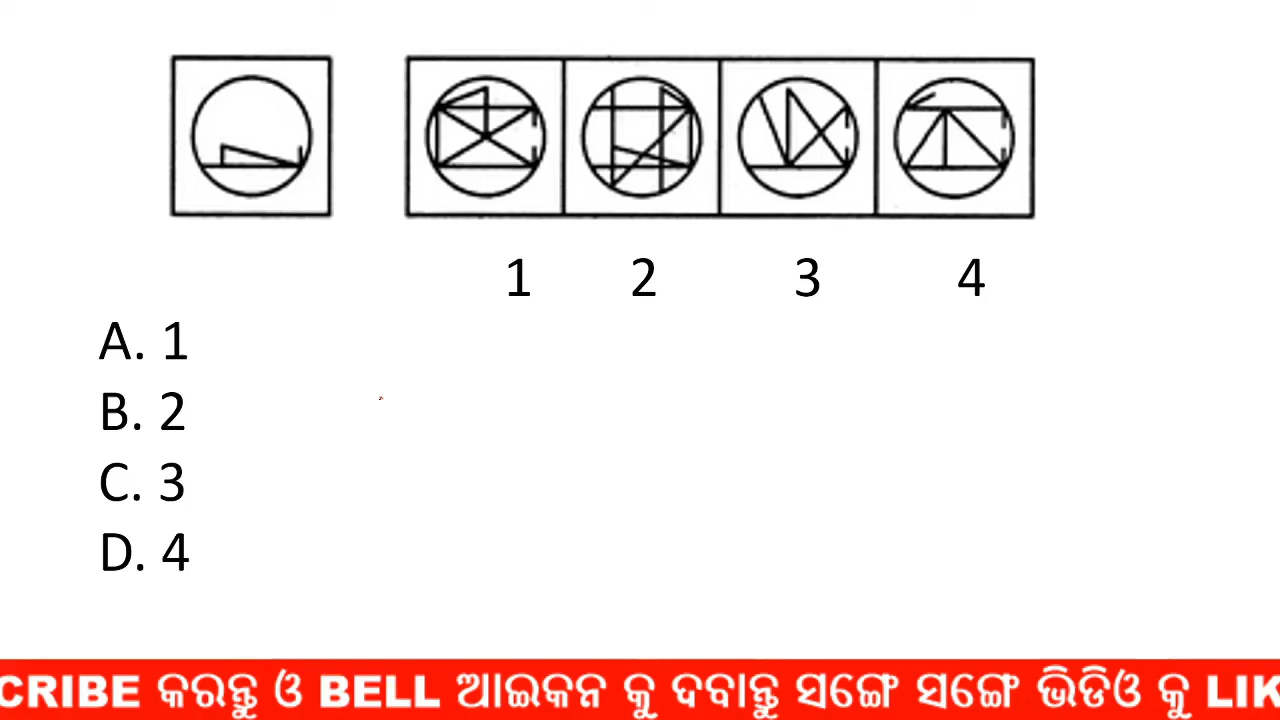 1 2 3 4
A. 1
B. 2
C. 3
D. 4
CRIBE କରନ୍ତୁ ଓ BELL ଆଇକନ କୁ ଦବାନ୍ତୁ ସଙ୍ଗେ ସଙ୍ଗେ ଭିଡିଓ କୁ LIK